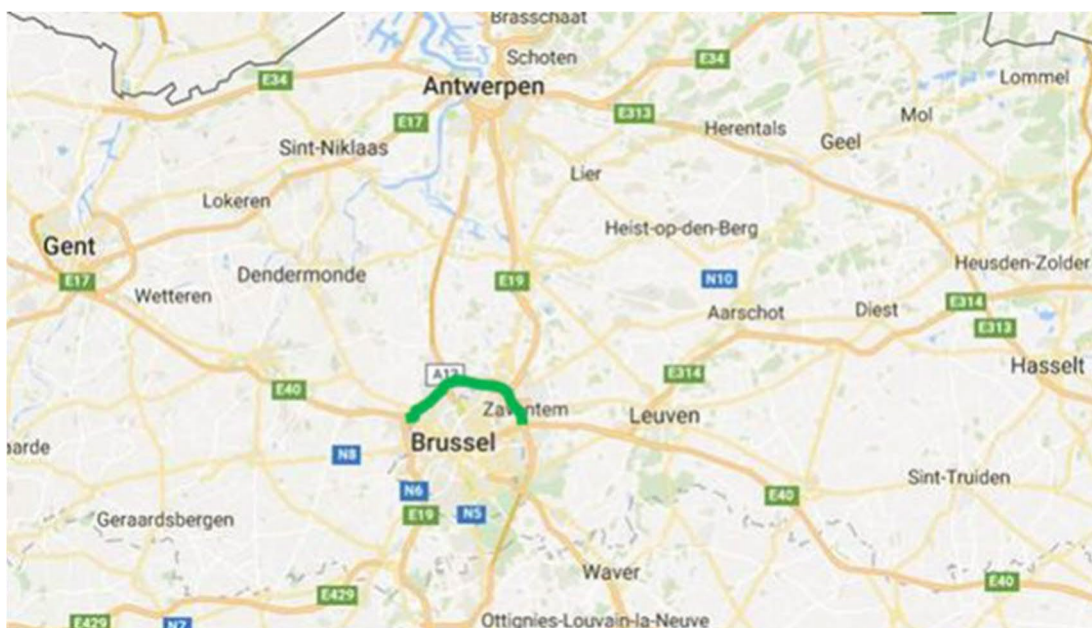 Brasschaat
Schoten
E34
E34
Lommel
Antwerpen
E17
E313
Mol
Herentals
Geel
Sint-Niklaas
Lier
Lokeren
Heist-op-den-Berg
Gent
Heusden-Zolder
Dendermonde
E17
E19
N10
Wetteren
E314
Aarschot
Diest
E313
Hasselt
E314
E40
Zaventem
Leuven
Brussel
aarde
N8
Sint-Truiden
N6
E40
E19
N5
Geraardsbergen
Waver
E40
E429
E429
N7
Ottignies-Louvain-la-Neuve